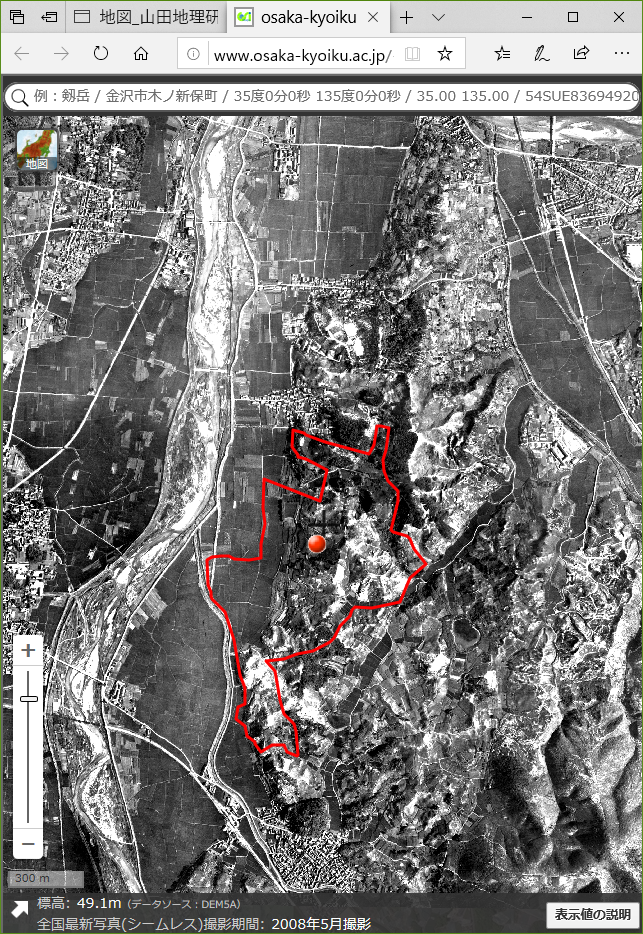 地図_山田地理研
osaka-kyoiku
www.osaka-kyoiku.ac.jp/
例：剱岳 / 金沢市木ノ新保町 / 35度0分0秒 135度0分0秒 / 35.00 135.00 / 54SUE83694920
地図
300 m
標高: 49.1m (データソース：DEM5A)
全国最新写真(シームレス)撮影期間: 2008年5月撮影
表示値の説明